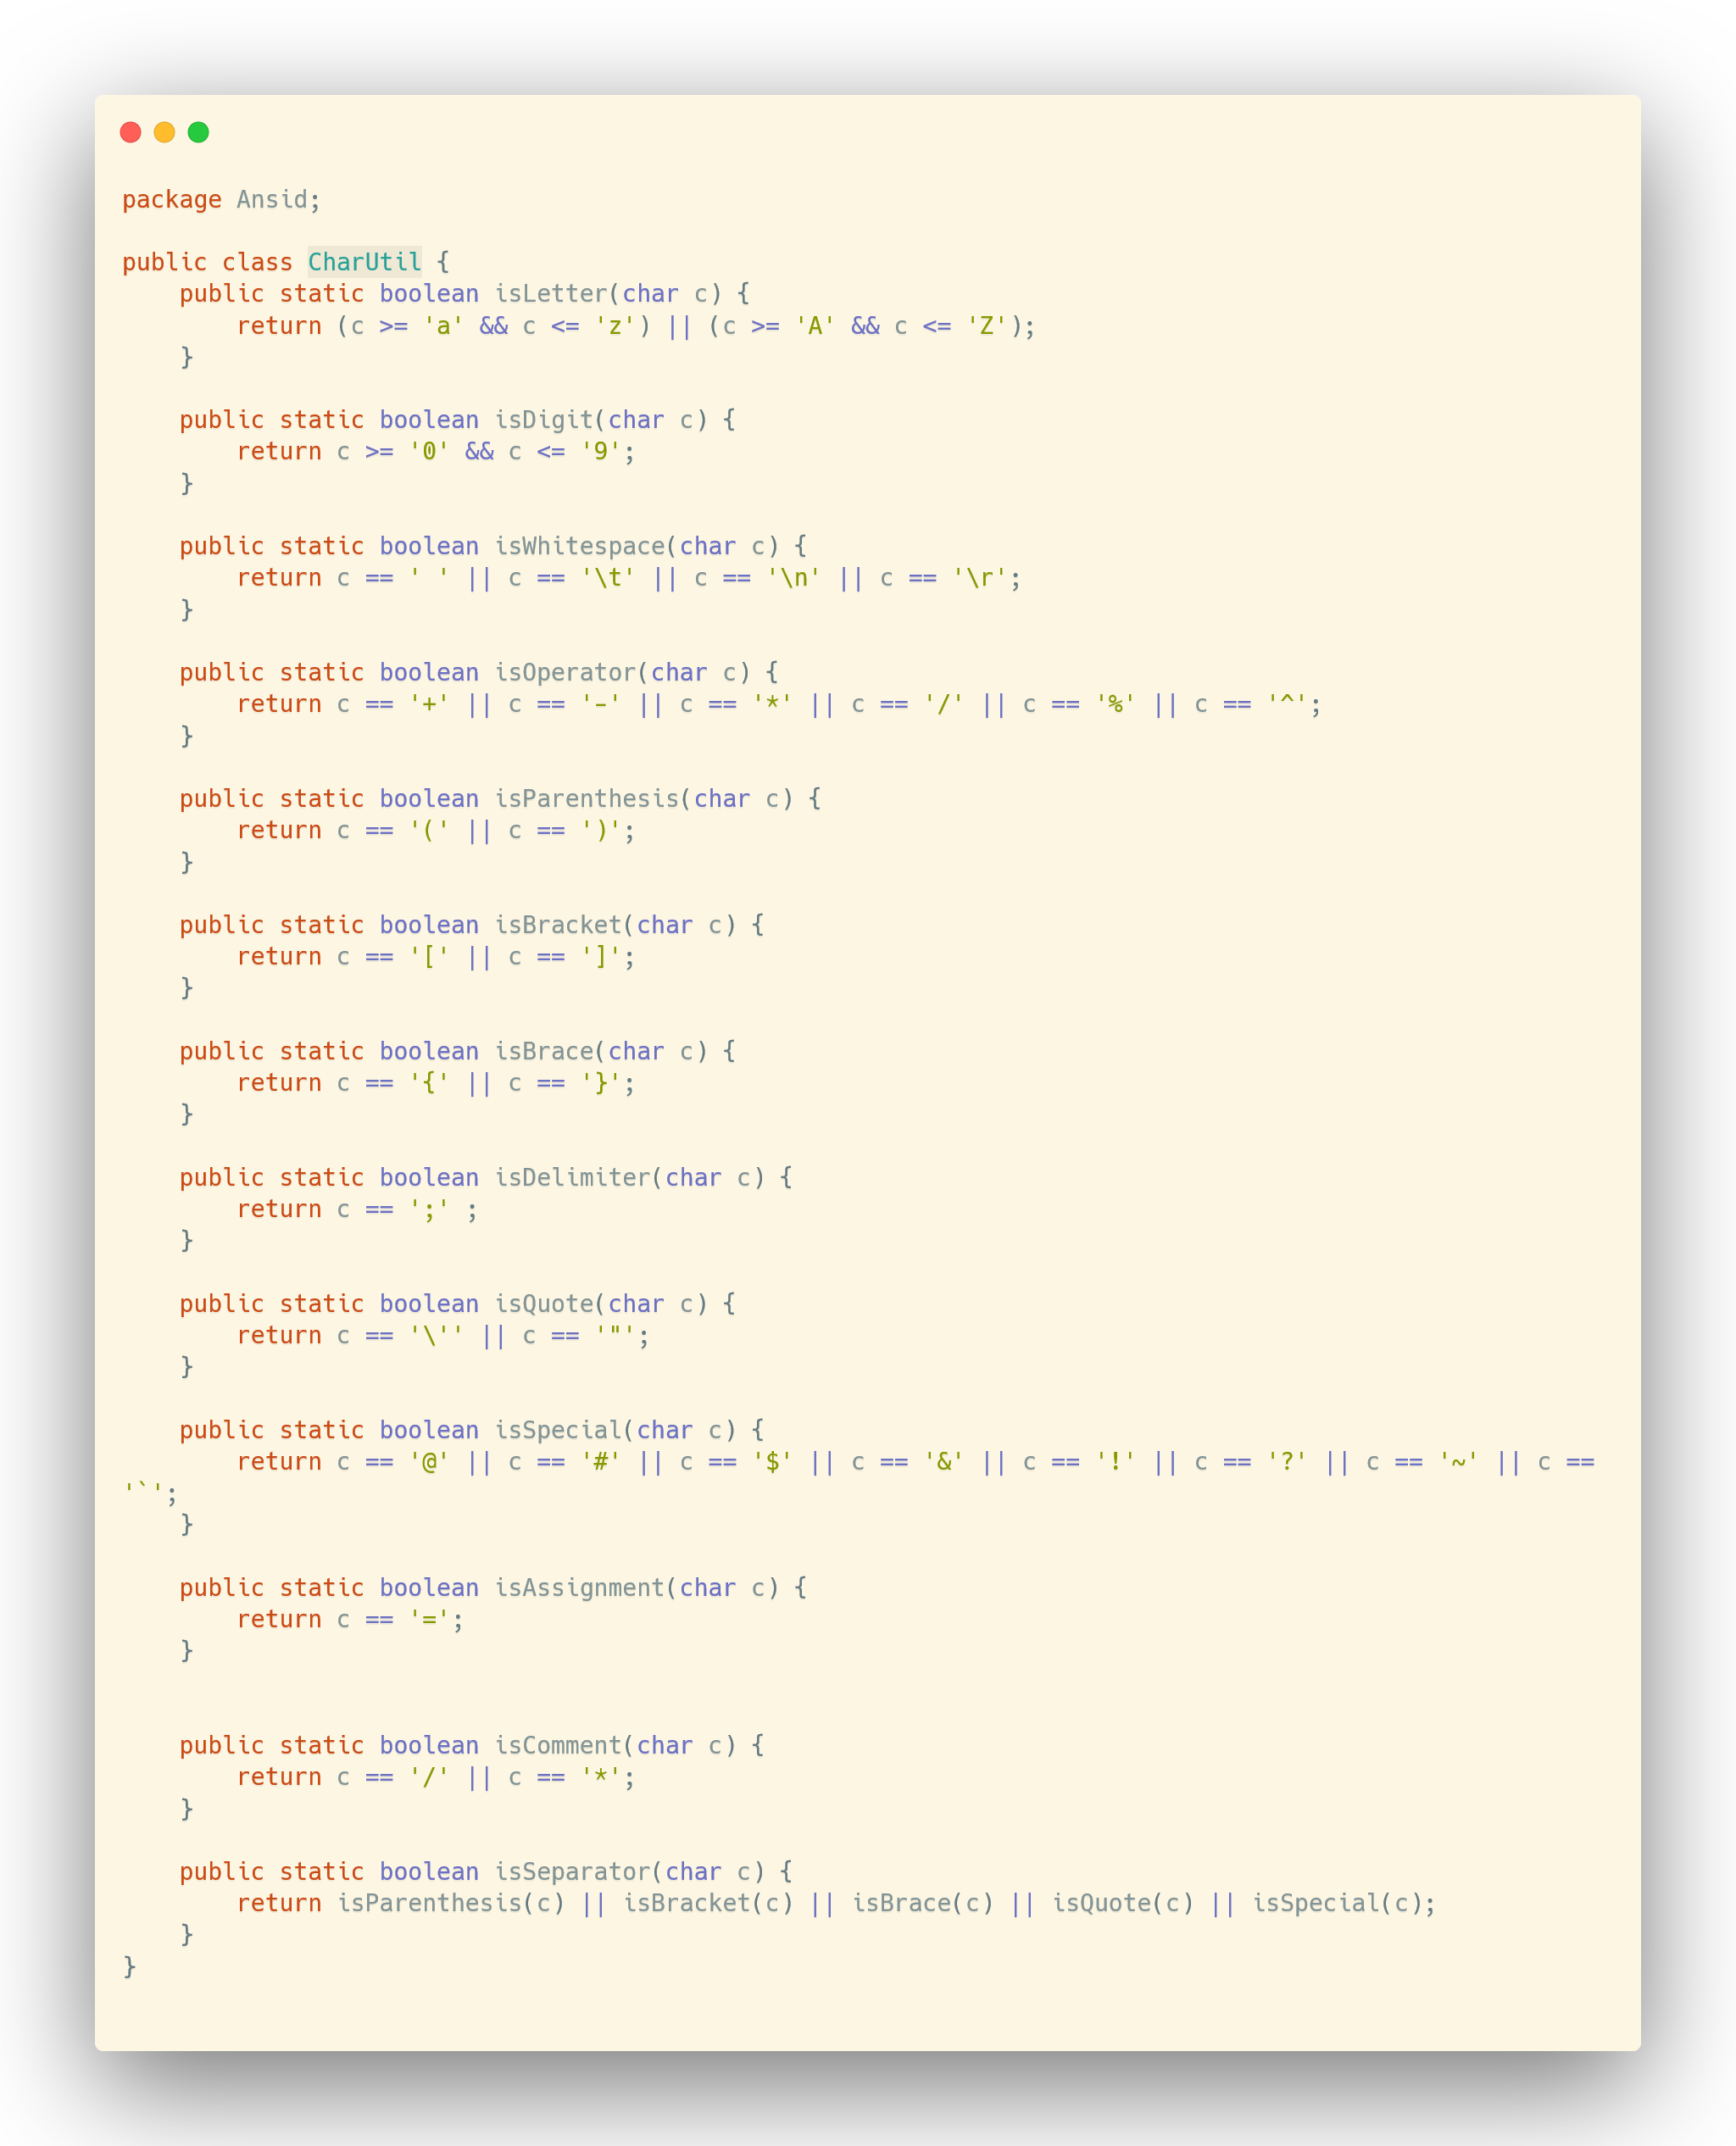 package Ansid;

public class CharUtil {
    public static boolean isLetter(char c) {
        return (c >= 'a' && c <= 'z') || (c >= 'A' && c <= 'Z');
    }

    public static boolean isDigit(char c) {
        return c >= '0' && c <= '9';
    }

    public static boolean isWhitespace(char c) {
        return c == ' ' || c == '\t' || c == '\n' || c == '\r';
    }

    public static boolean isOperator(char c) {
        return c == '+' || c == '-' || c == '*' || c == '/' || c == '%' || c == '^';
    }

    public static boolean isParenthesis(char c) {
        return c == '(' || c == ')';
    }

    public static boolean isBracket(char c) {
        return c == '[' || c == ']';
    }

    public static boolean isBrace(char c) {
        return c == '{' || c == '}';
    }

    public static boolean isDelimiter(char c) {
        return c == ';' ;
    }

    public static boolean isQuote(char c) {
        return c == '\'' || c == '"';
    }

    public static boolean isSpecial(char c) {
        return c == '@' || c == '#' || c == '$' || c == '&' || c == '!' || c == '?' || c == '~' || c ==
'`';
    }

    public static boolean isAssignment(char c) {
        return c == '=';
    }


    public static boolean isComment(char c) {
        return c == '/' || c == '*';
    }

    public static boolean isSeparator(char c) {
        return isParenthesis(c) || isBracket(c) || isBrace(c) || isQuote(c) || isSpecial(c);
    }
}